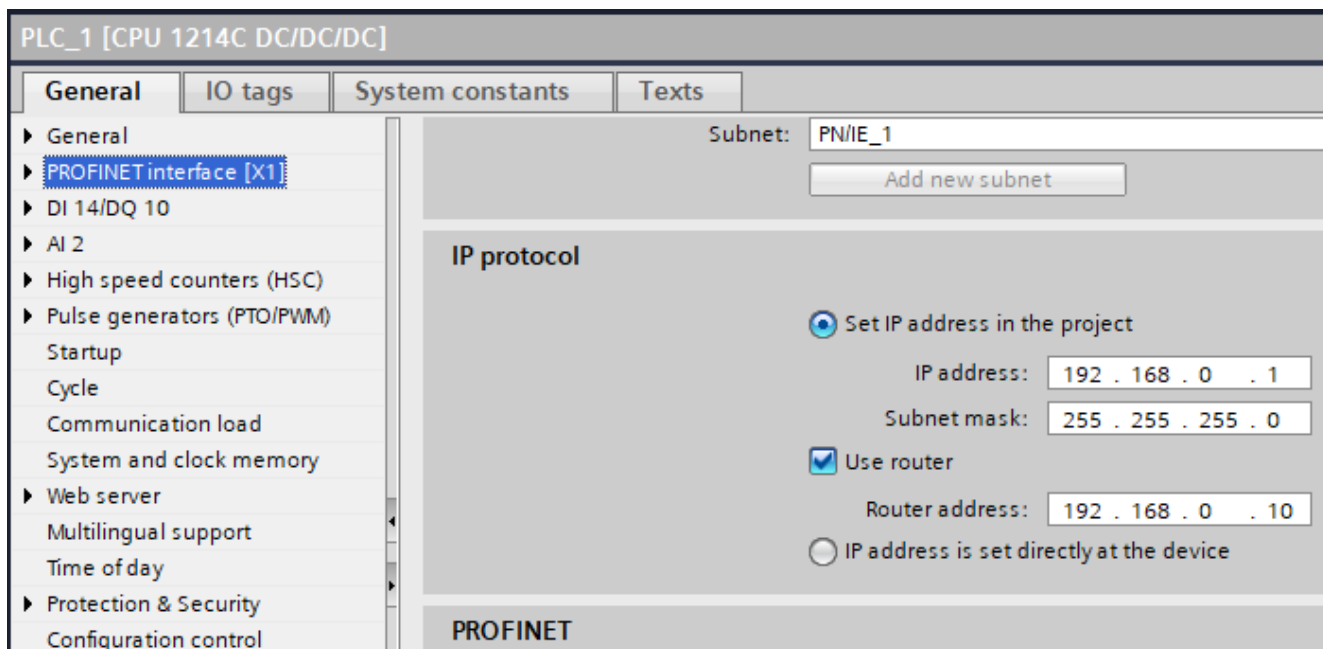 PLC_1 [CPU 1214C DC/DC/DC]
General IO tags System constants Texts
General
PROFINET interface [X1]
DI 14/DQ 10
AI 2
High speed counters (HSC)
Pulse generators (PTO/PWM)
Startup
Cycle
Communication load
System and clock memory
Web server
Multilingual support
Time of day
Protection & Security
Configuration control
Subnet: PN/IE_1
Add new subnet
IP protocol
Set IP address in the project
IP address: 192 . 168 . 0 . 1
Subnet mask: 255 . 255 . 255 . 0
Use router
Router address: 192 . 168 . 0 . 10
IP address is set directly at the device
PROFINET